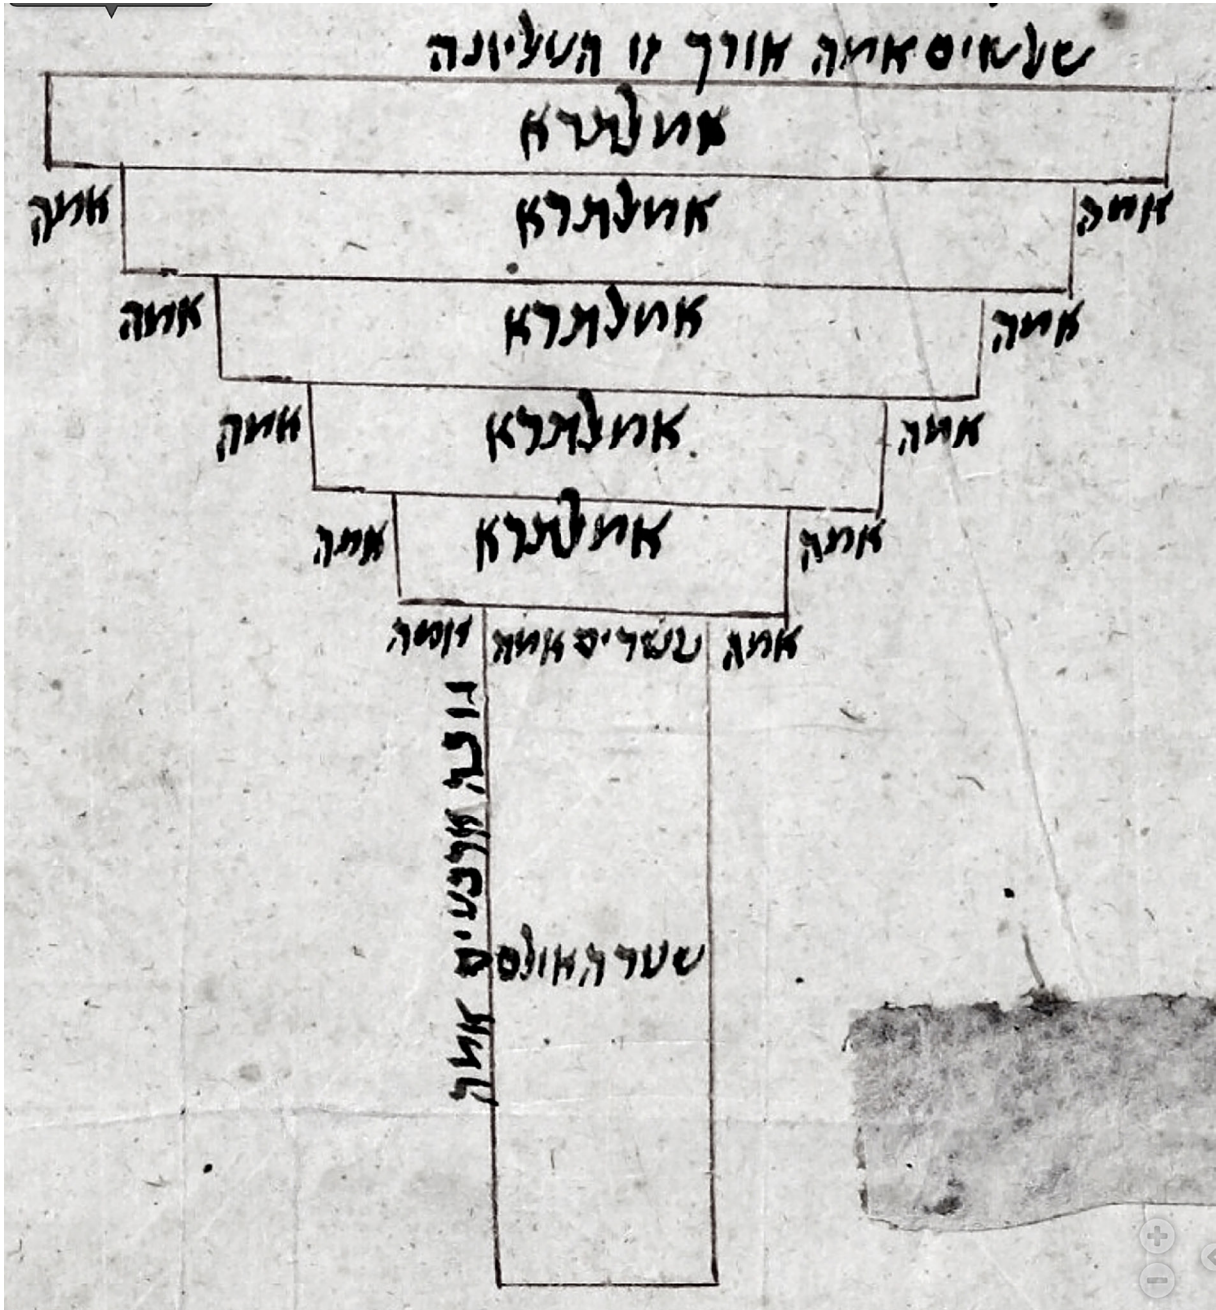 שלשים אמה אורך זו העליונה
אמלתרא
אמה אמלתרא אמה
אמה אמלתרא אמה
אמה אמלתרא אמה
אמה אמלתרא אמה
אמה עשרים אמה אמה
גובה ארבעים אמה
שער האולם